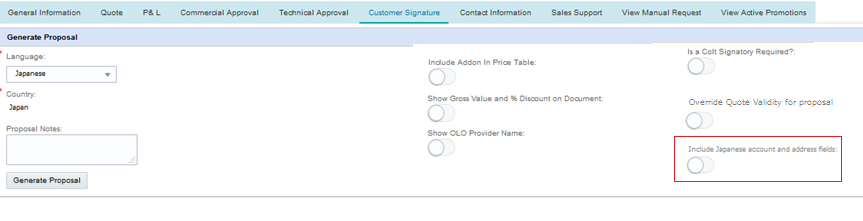 General Information Quote P & L Commercial Approval Technical Approval Customer Signature Contact Information Sales Support View Manual Request View Active Promotions
Generate Proposal
* Language:
Japanese
* Country:
Japan
Proposal Notes:
Generate Proposal
Include Addon In Price Table:
Show Gross Value and % Discount on Document:
Show OLO Provider Name:
Is a Colt Signatory Required?:
Override Quote Validity for proposal
Include Japanese account and address fields: